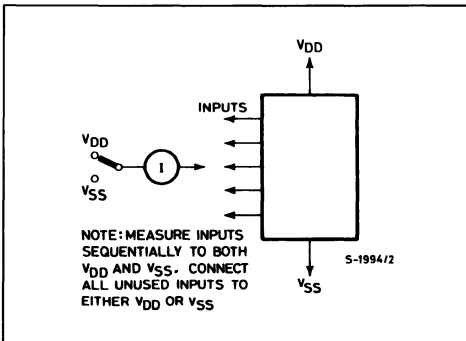 VDD
INPUTS
VDD
I
VSS
NOTE: MEASURE INPUTS
SEQUENTIALLY TO BOTH
VDD AND VSS. CONNECT
ALL UNUSED INPUTS TO
EITHER VDD OR VSS
S-1994/2
VSS